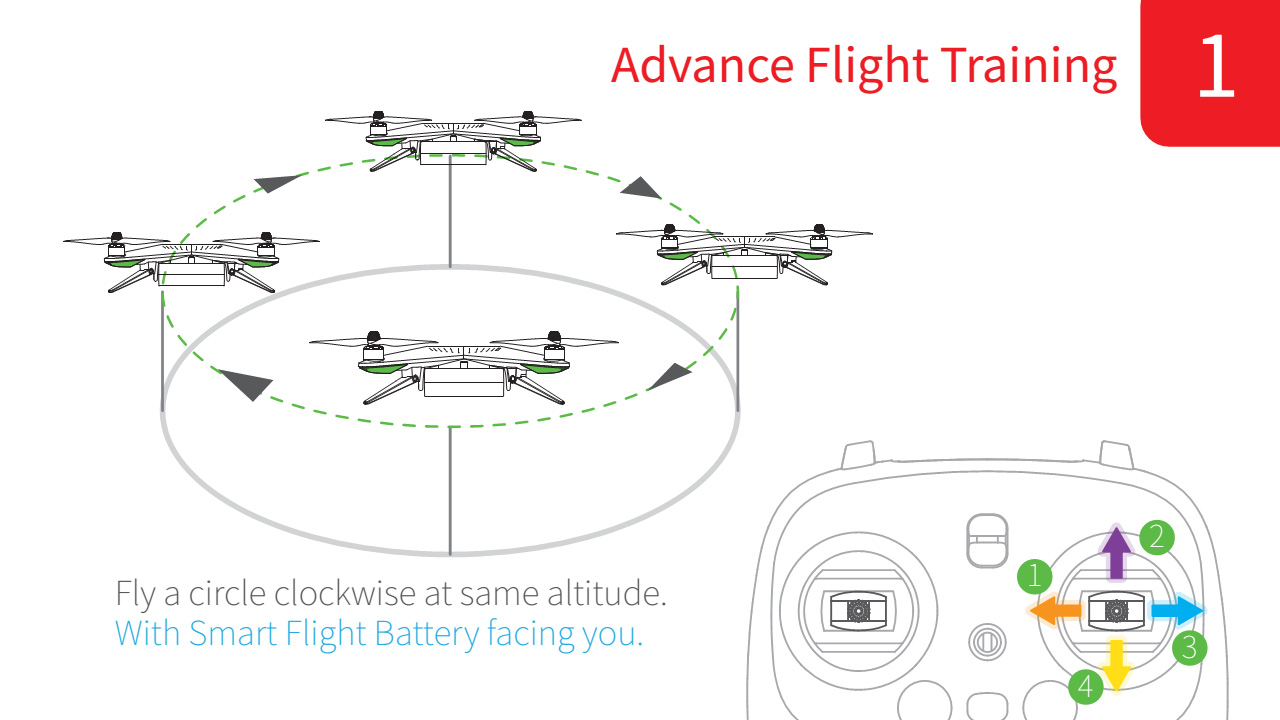 Advance Flight Training
1
Fly a circle clockwise at same altitude.
With Smart Flight Battery facing you.
1
2
3
4